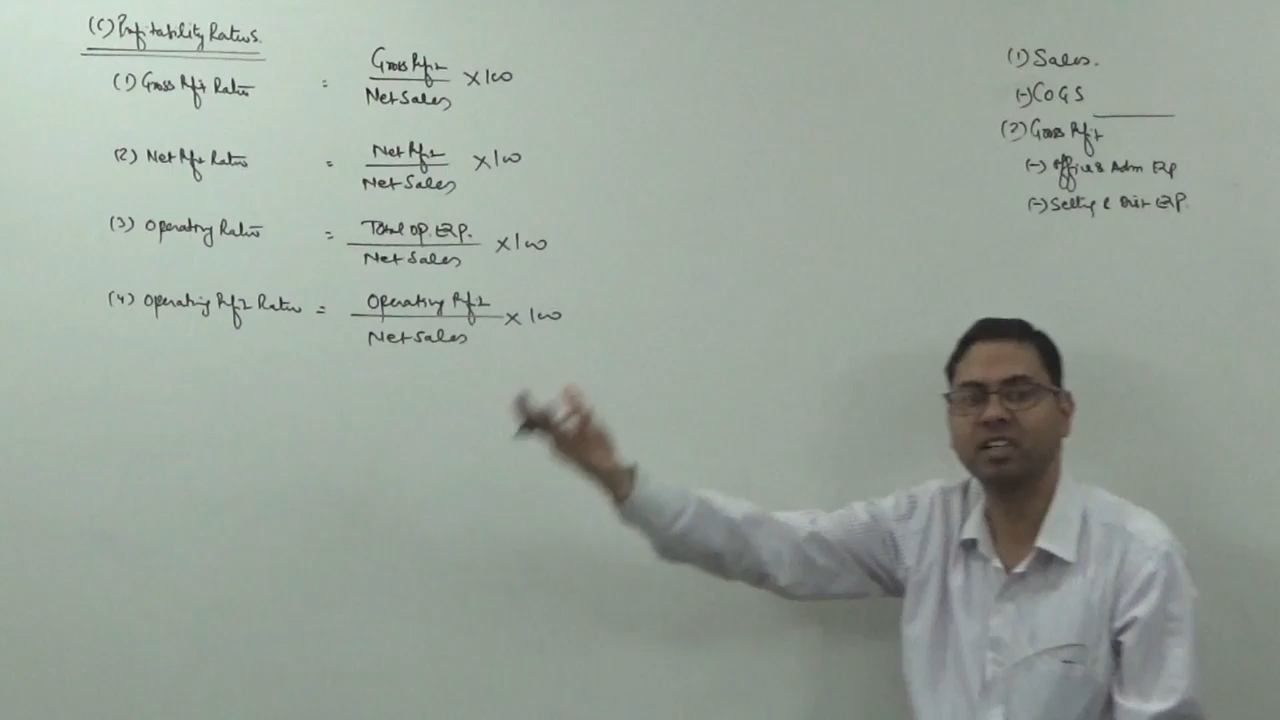 (C) Profitability Ratios.
(1) Gross Profit Ratio = Gross Profit / Net Sales × 100
(2) Net Profit Ratio = Net Profit / Net Sales × 100
(3) Operating Ratio = Total Op. Exp. / Net Sales × 100
(4) Operating Profit Ratio = Operating Profit / Net Sales × 100
(1) Sales.
(-) COGS
(2) Gross Profit
(-) Office & Adm Exp
(-) Selling & Dist Exp.